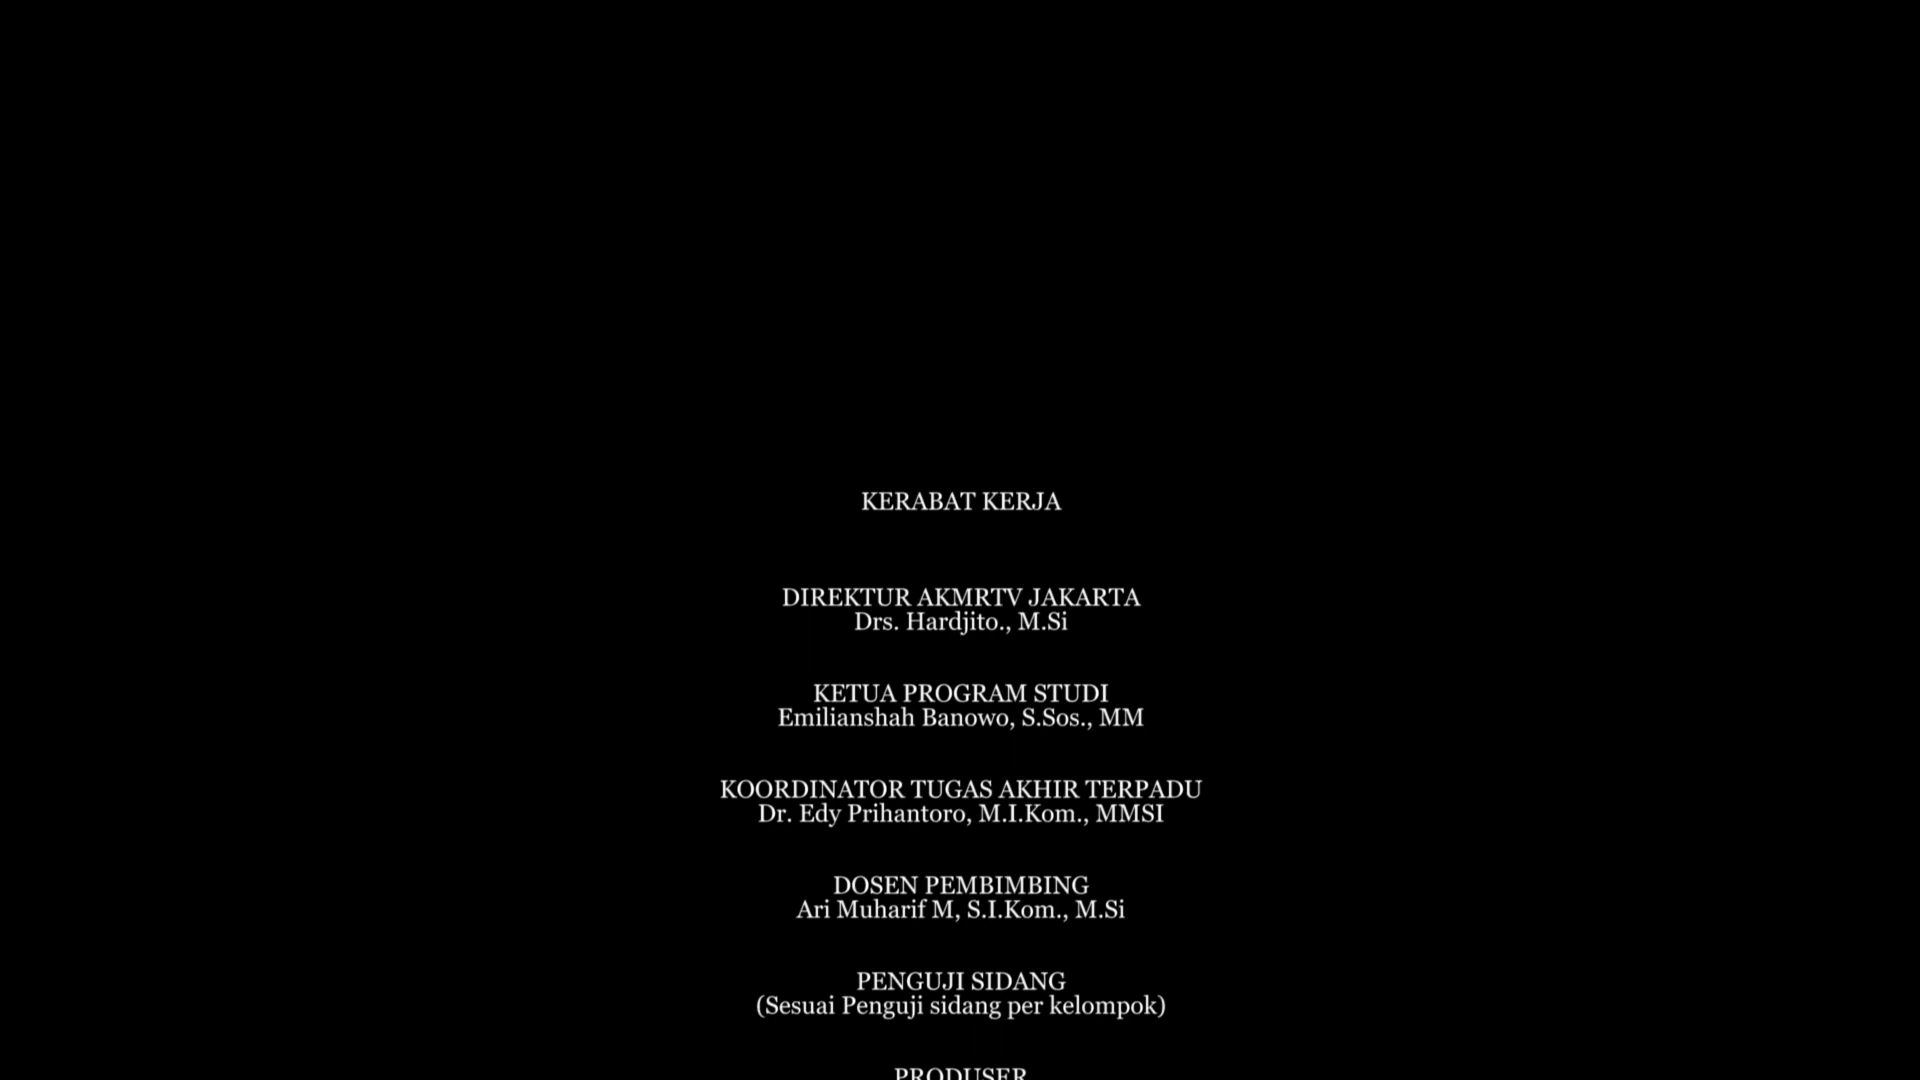 KERABAT KERJA
DIREKTUR AKMRTV JAKARTA
Drs. Hardjito., M.Si
KETUA PROGRAM STUDI
Emilianshah Banowo, S.Sos., MM
KOORDINATOR TUGAS AKHIR TERPADU
Dr. Edy Prihantoro, M.I.Kom., MMSI
DOSEN PEMBIMBING
Ari Muharif M, S.I.Kom., M.Si
PENGUJI SIDANG
(Sesuai Penguji sidang per kelompok)
PRODUSER